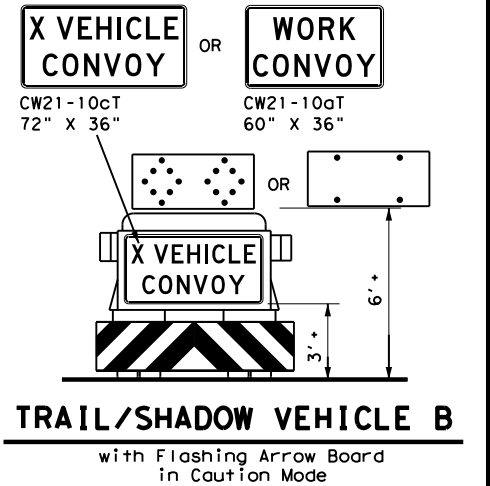 X VEHICLE
CONVOY
OR
WORK
CONVOY
CW21-10cT
72" X 36"
CW21-10aT
60" X 36"
OR
X VEHICLE
CONVOY
6' +
3' +
TRAIL/SHADOW VEHICLE B
with Flashing Arrow Board
in Caution Mode